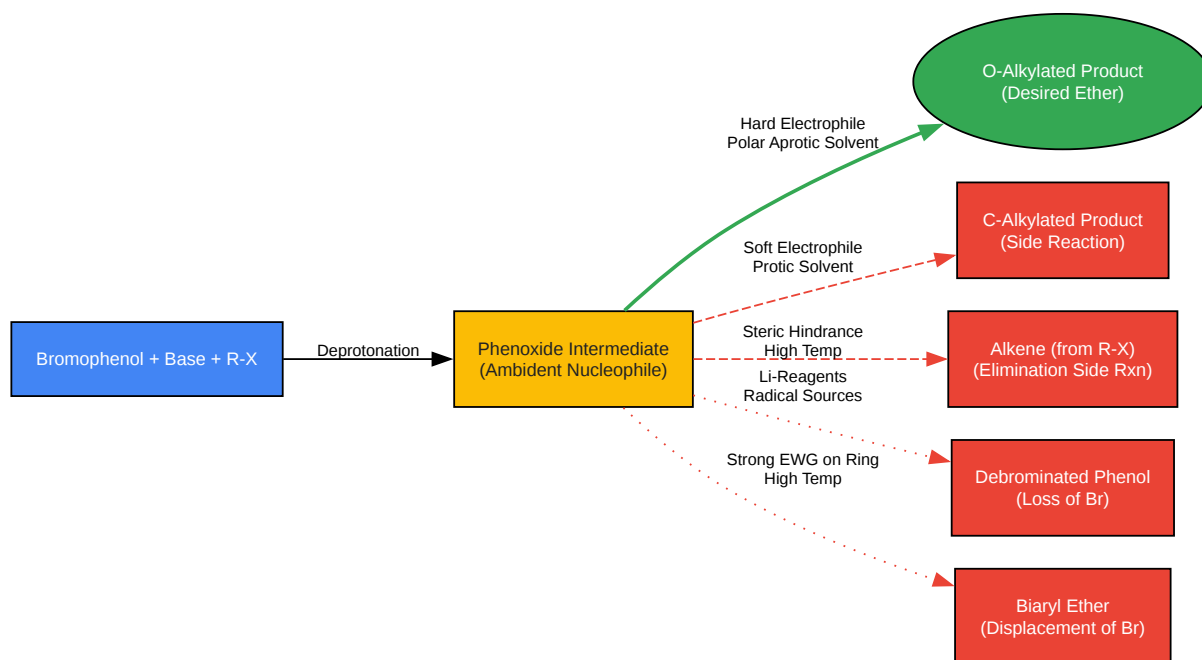 Bromophenol + Base + R-X
Deprotonation
Phenoxide Intermediate
(Ambident Nucleophile)
Hard Electrophile
Polar Aprotic Solvent
O-Alkylated Product
(Desired Ether)
Soft Electrophile
Protic Solvent
C-Alkylated Product
(Side Reaction)
Steric Hindrance
High Temp
Alkene (from R-X)
(Elimination Side Rxn)
Li-Reagents
Radical Sources
Debrominated Phenol
(Loss of Br)
Strong EWG on Ring
High Temp
Biaryl Ether
(Displacement of Br)